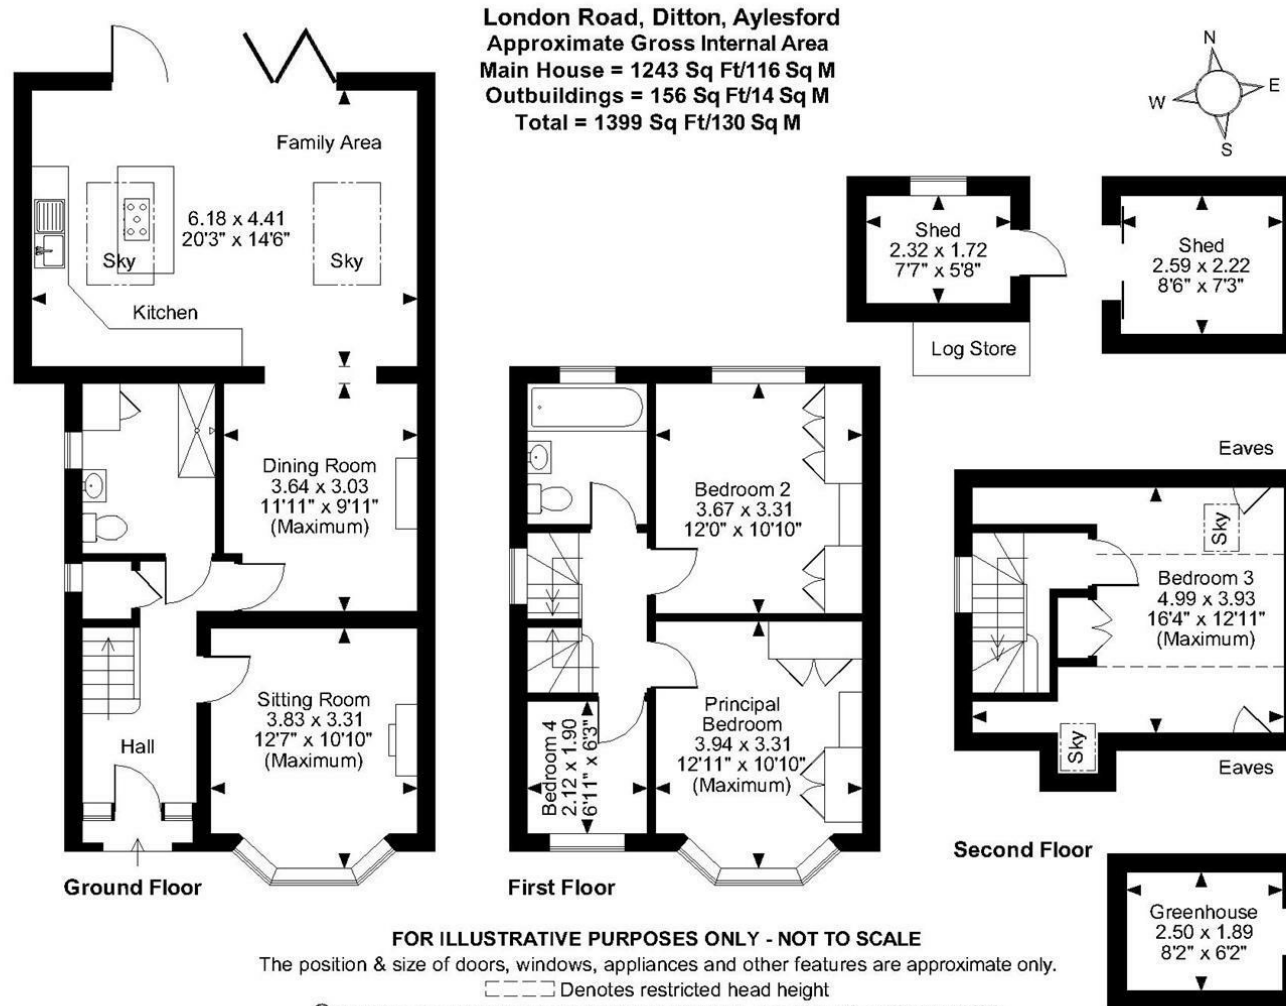 London Road, Ditton, Aylesford
Approximate Gross Internal Area
Main House = 1243 Sq Ft/116 Sq M
Outbuildings = 156 Sq Ft/14 Sq M
Total = 1399 Sq Ft/130 Sq M
N
W
E
S
Family Area
6.18 x 4.41
20'3" x 14'6"
Sky
Sky
Kitchen
Dining Room
3.64 x 3.03
11'11" x 9'11"
(Maximum)
Sitting Room
3.83 x 3.31
12'7" x 10'10"
(Maximum)
Hall
Ground Floor
Bedroom 2
3.67 x 3.31
12'0" x 10'10"
Principal
Bedroom
3.94 x 3.31
12'11" x 10'10"
(Maximum)
Bedroom 4
2.12 x 1.90
6'11" x 6'3"
First Floor
Shed
2.32 x 1.72
7'7" x 5'8"
Log Store
Shed
2.59 x 2.22
8'6" x 7'3"
Eaves
Sky
Bedroom 3
4.99 x 3.93
16'4" x 12'11"
(Maximum)
Sky
Eaves
Second Floor
Greenhouse
2.50 x 1.89
8'2" x 6'2"
FOR ILLUSTRATIVE PURPOSES ONLY - NOT TO SCALE
The position & size of doors, windows, appliances and other features are approximate only.
Denotes restricted head height